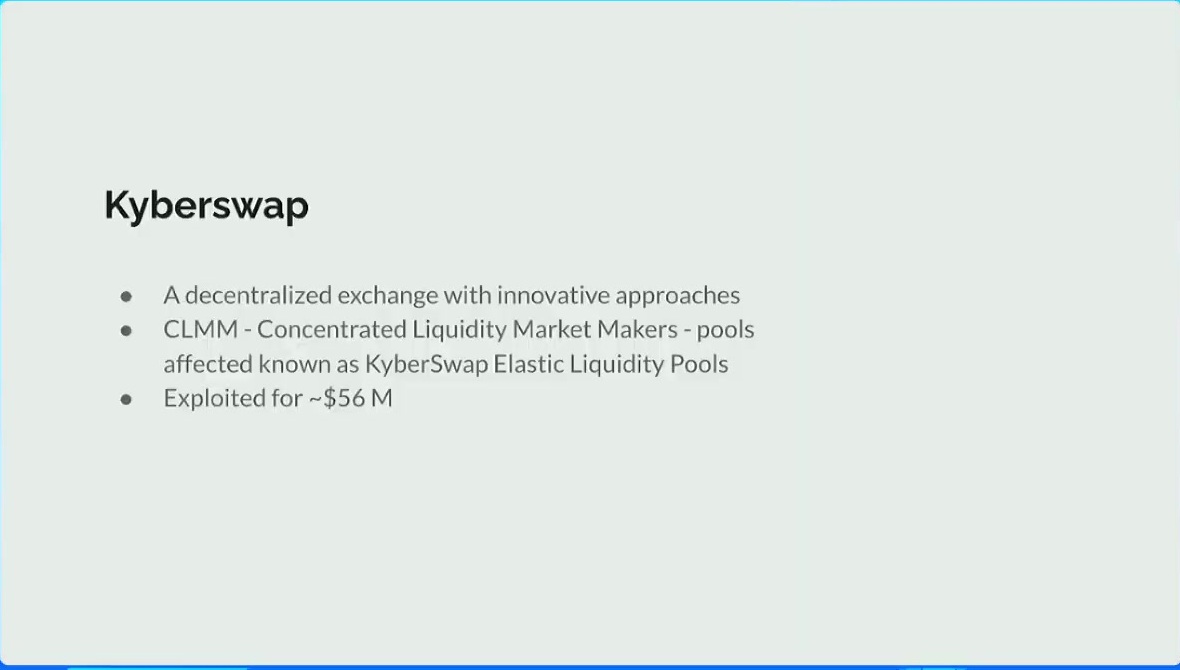 Kyberswap
● A decentralized exchange with innovative approaches
● CLMM - Concentrated Liquidity Market Makers - pools
affected known as KyberSwap Elastic Liquidity Pools
● Exploited for ~$56 M